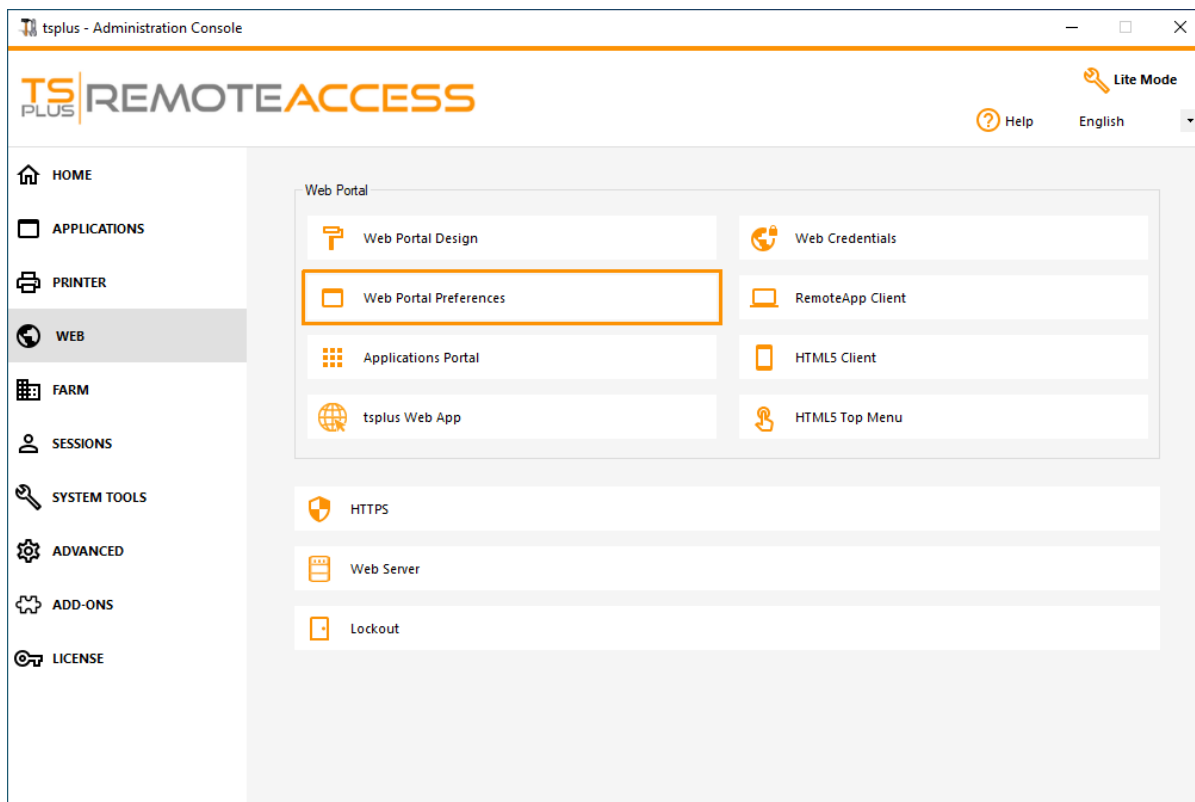 tsplus - Administration Console
TS PLUS REMOTEACCESS
Lite Mode
Help
English
HOME
APPLICATIONS
PRINTER
WEB
FARM
SESSIONS
SYSTEM TOOLS
ADVANCED
ADD-ONS
LICENSE
Web Portal
Web Portal Design
Web Credentials
Web Portal Preferences
RemoteApp Client
Applications Portal
HTML5 Client
tsplus Web App
HTML5 Top Menu
HTTPS
Web Server
Lockout